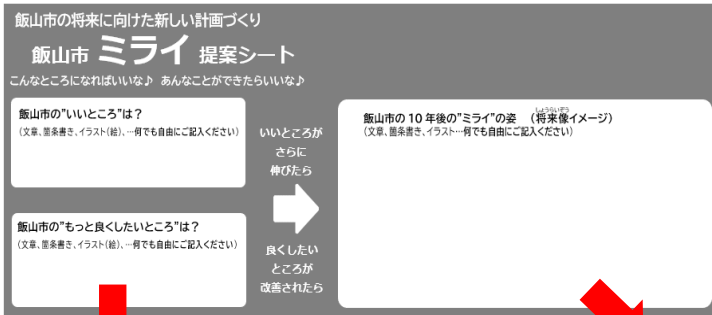 飯山市の将来に向けた新しい計画づくり
飯山市 ミライ 提案シート
こんなところになればいいな♪ あんなことができたらいいな♪
飯山市の”いいところ”は？
（文章、箇条書き、イラスト（絵）、…何でも自由にご記入ください）
飯山市の”もっと良くしたいところ”は？
（文章、箇条書き、イラスト（絵）、…何でも自由にご記入ください）
いいところが
さらに
伸びたら
良くしたい
ところが
改善されたら
しょうらいぞう
飯山市の 10 年後の”ミライ”の姿 （将来像イメージ）
（文章、箇条書き、イラスト…何でも自由にご記入ください）